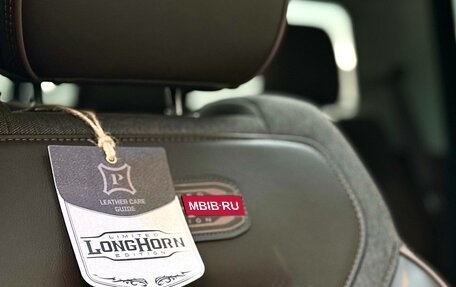 P
LEATHER CARE
GUIDE
LIMITED
LONGHORN
EDITION
MBIB-RU